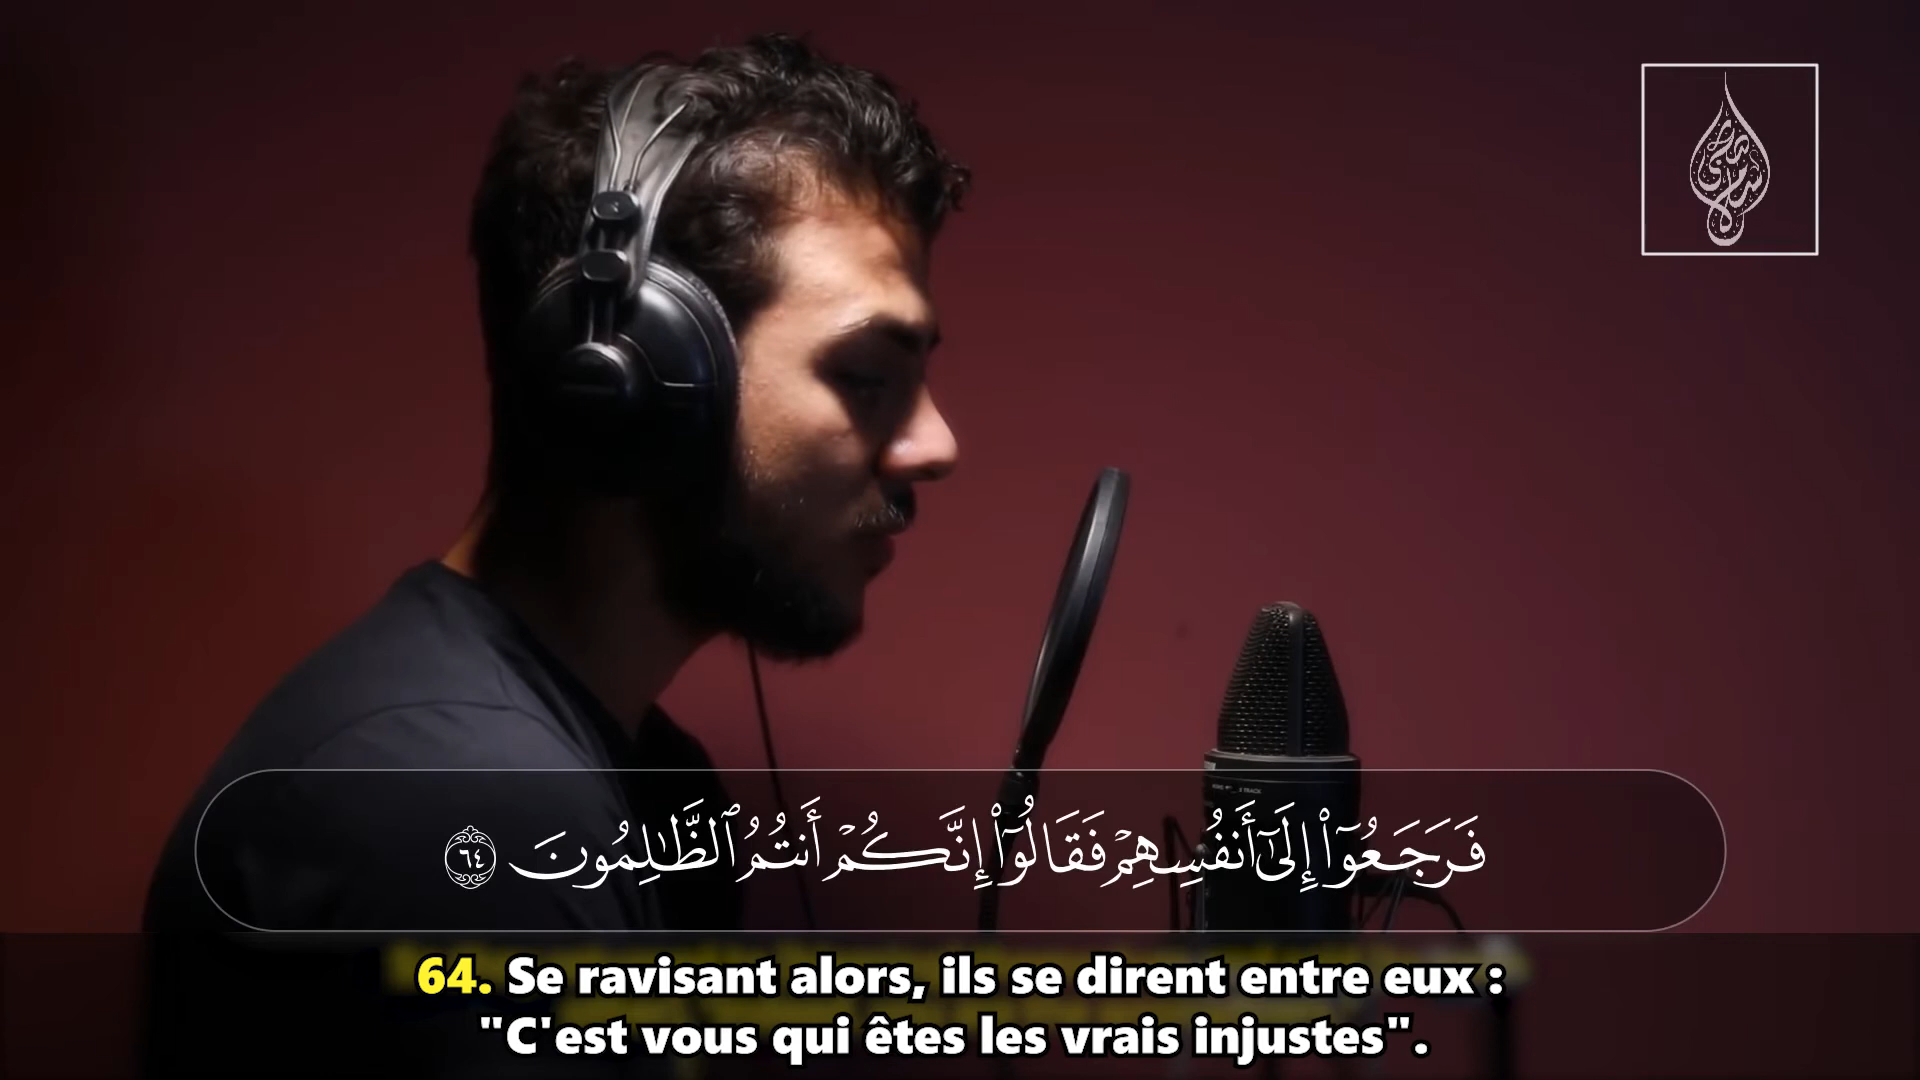 فَرَجَعُوٓا۟ إِلَىٰٓ أَنفُسِهِمْ فَقَالُوٓا۟ إِنَّكُمْ أَنتُمُ ٱلظَّـٰلِمُونَ ٦٤
64. Se ravisant alors, ils se dirent entre eux :
"C'est vous qui êtes les vrais injustes".